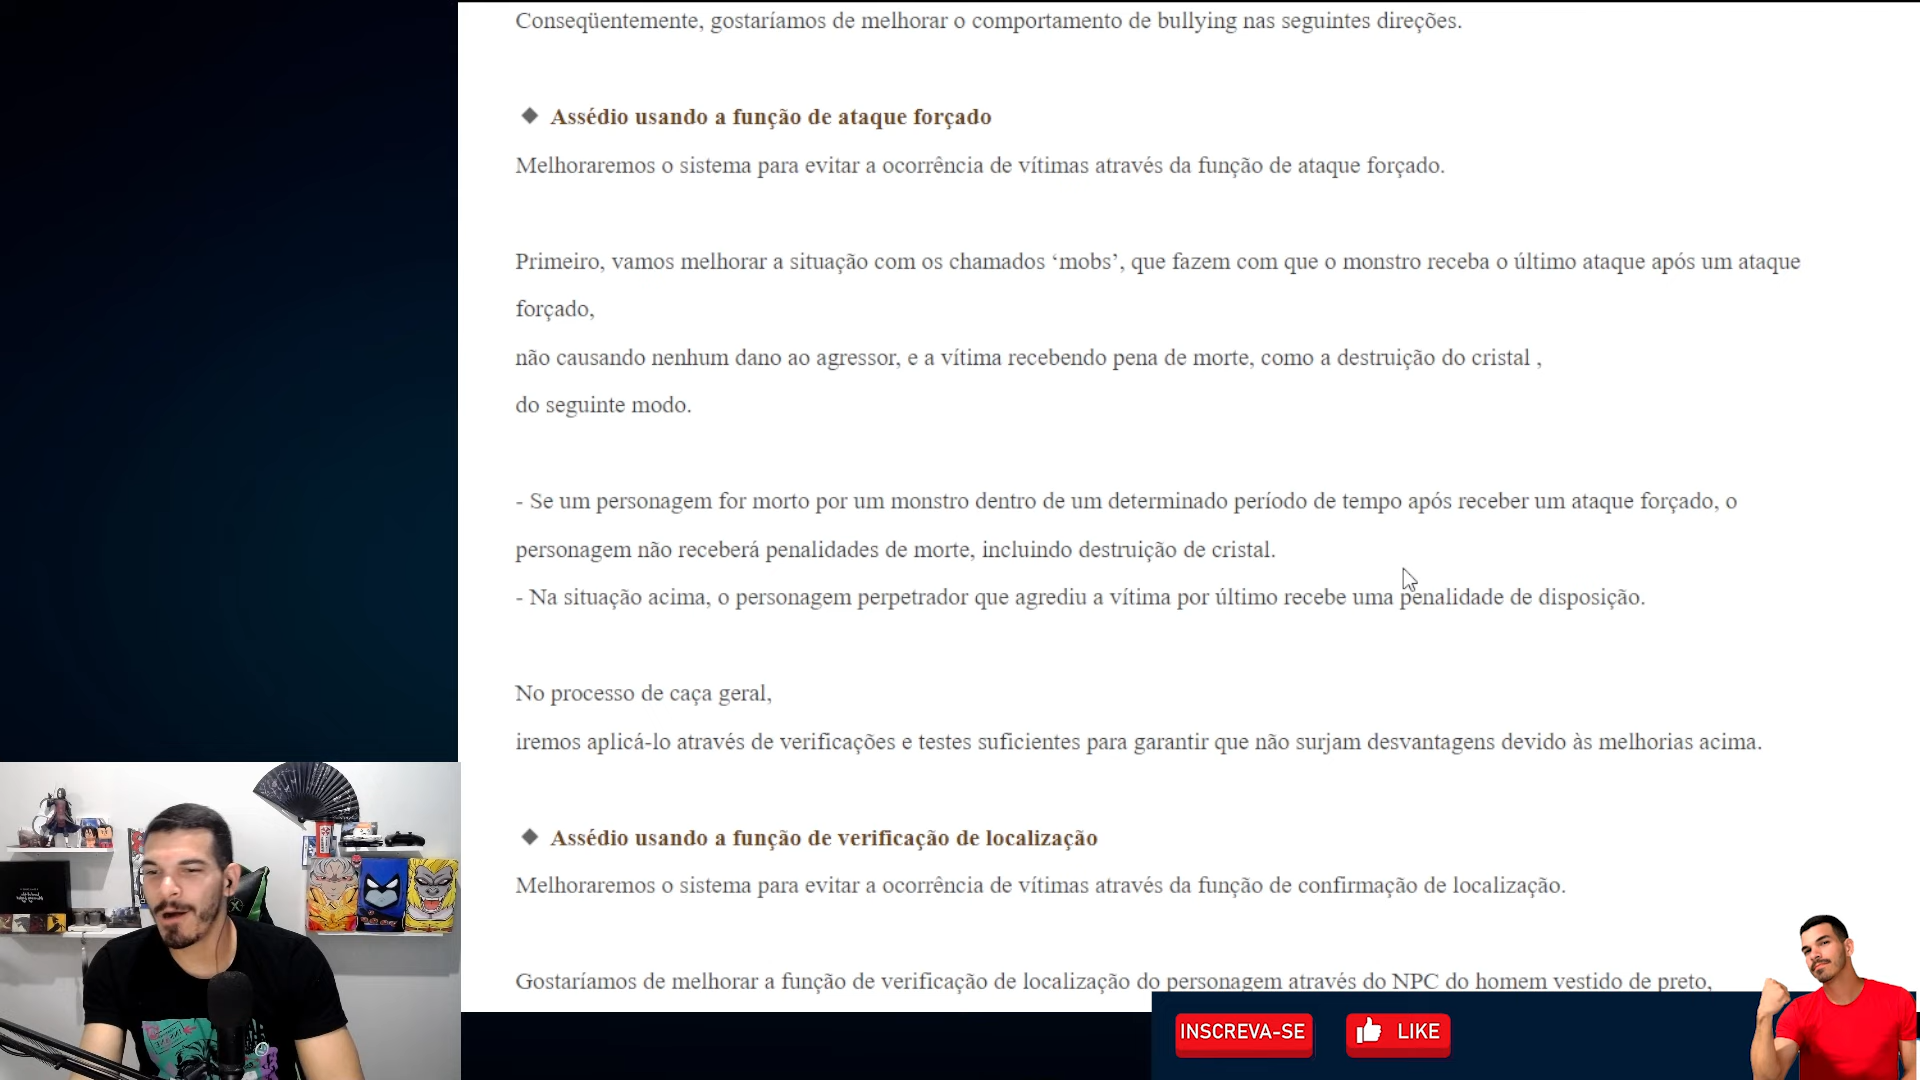 Conseqüentemente, gostaríamos de melhorar o comportamento de bullying nas seguintes direções.
◆ Assédio usando a função de ataque forçado
Melhoraremos o sistema para evitar a ocorrência de vítimas através da função de ataque forçado.
Primeiro, vamos melhorar a situação com os chamados ‘mobs’, que fazem com que o monstro receba o último ataque após um ataque
forçado,
não causando nenhum dano ao agressor, e a vítima recebendo pena de morte, como a destruição do cristal ,
do seguinte modo.
- Se um personagem for morto por um monstro dentro de um determinado período de tempo após receber um ataque forçado, o
personagem não receberá penalidades de morte, incluindo destruição de cristal.
- Na situação acima, o personagem perpetrador que agrediu a vítima por último recebe uma penalidade de disposição.
No processo de caça geral,
iremos aplicá-lo através de verificações e testes suficientes para garantir que não surjam desvantagens devido às melhorias acima.
◆ Assédio usando a função de verificação de localização
Melhoraremos o sistema para evitar a ocorrência de vítimas através da função de confirmação de localização.
Gostaríamos de melhorar a função de verificação de localização do personagem através do NPC do homem vestido de preto,
INSCREVA-SE
LIKE